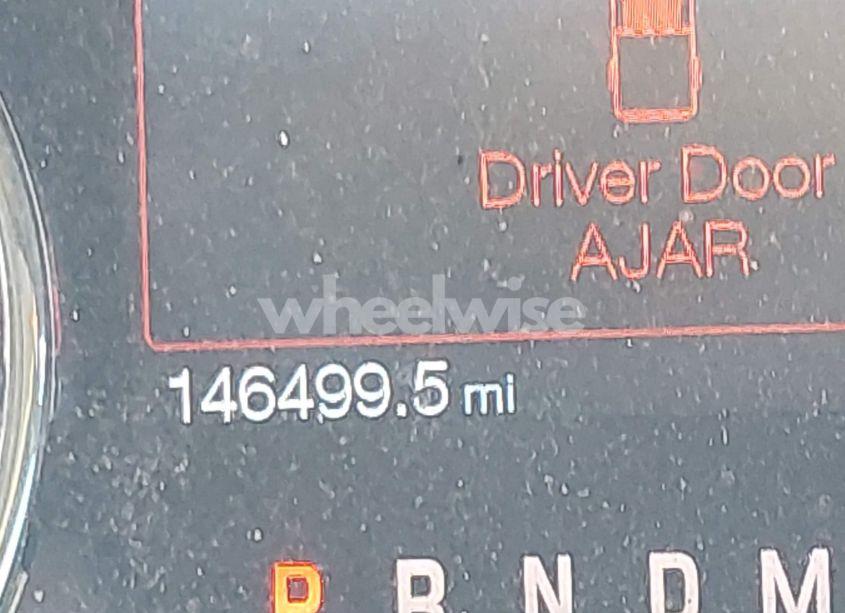 Driver Door
AJAR
wheelwise
146499.5 mi
P R N D M